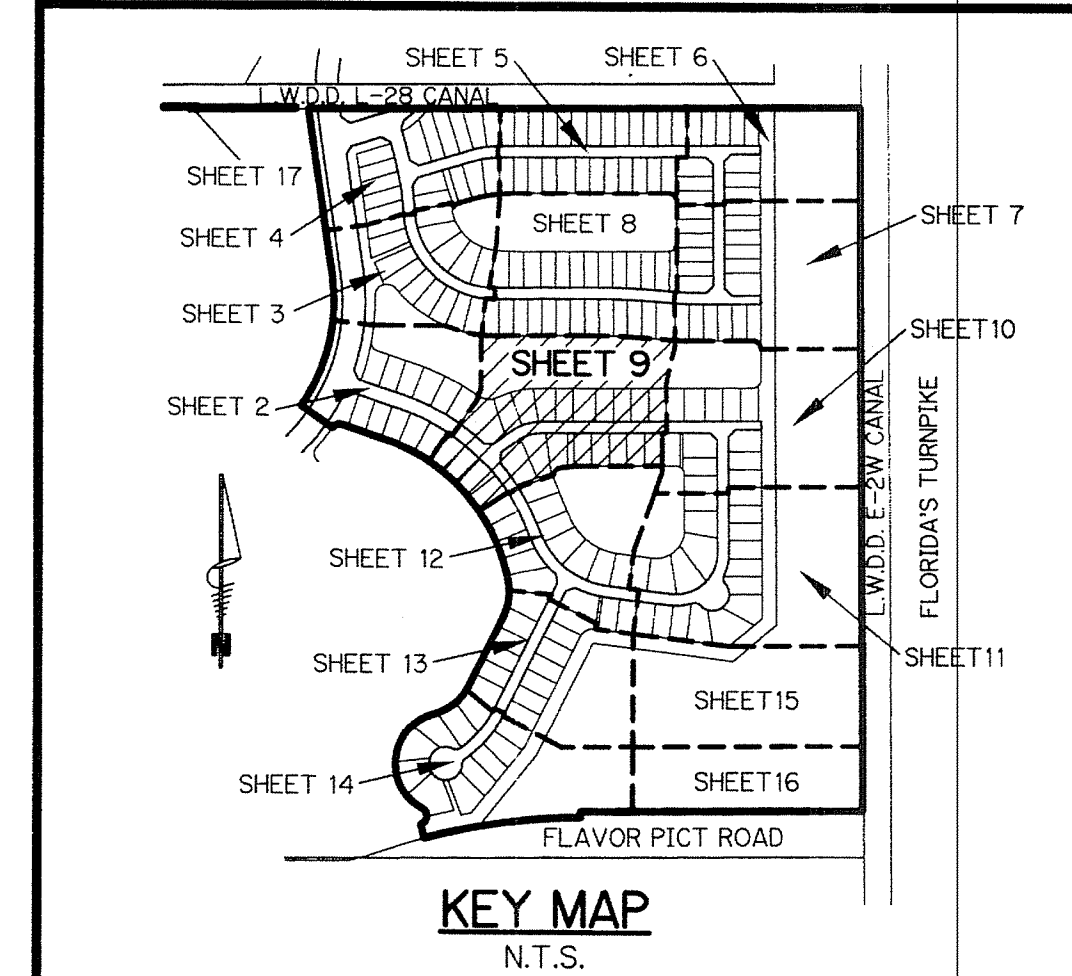 SHEET 5
SHEET 6
L.W.D.D. L-28 CANAL
SHEET 17
SHEET 4
SHEET 8
SHEET 7
SHEET 3
SHEET 9
SHEET10
SHEET 2
L.W.D.D. E-2W CANAL
FLORIDA'S TURNPIKE
SHEET 12
SHEET11
SHEET 13
SHEET15
SHEET 14
SHEET16
FLAVOR PICT ROAD
KEY MAP
N.T.S.